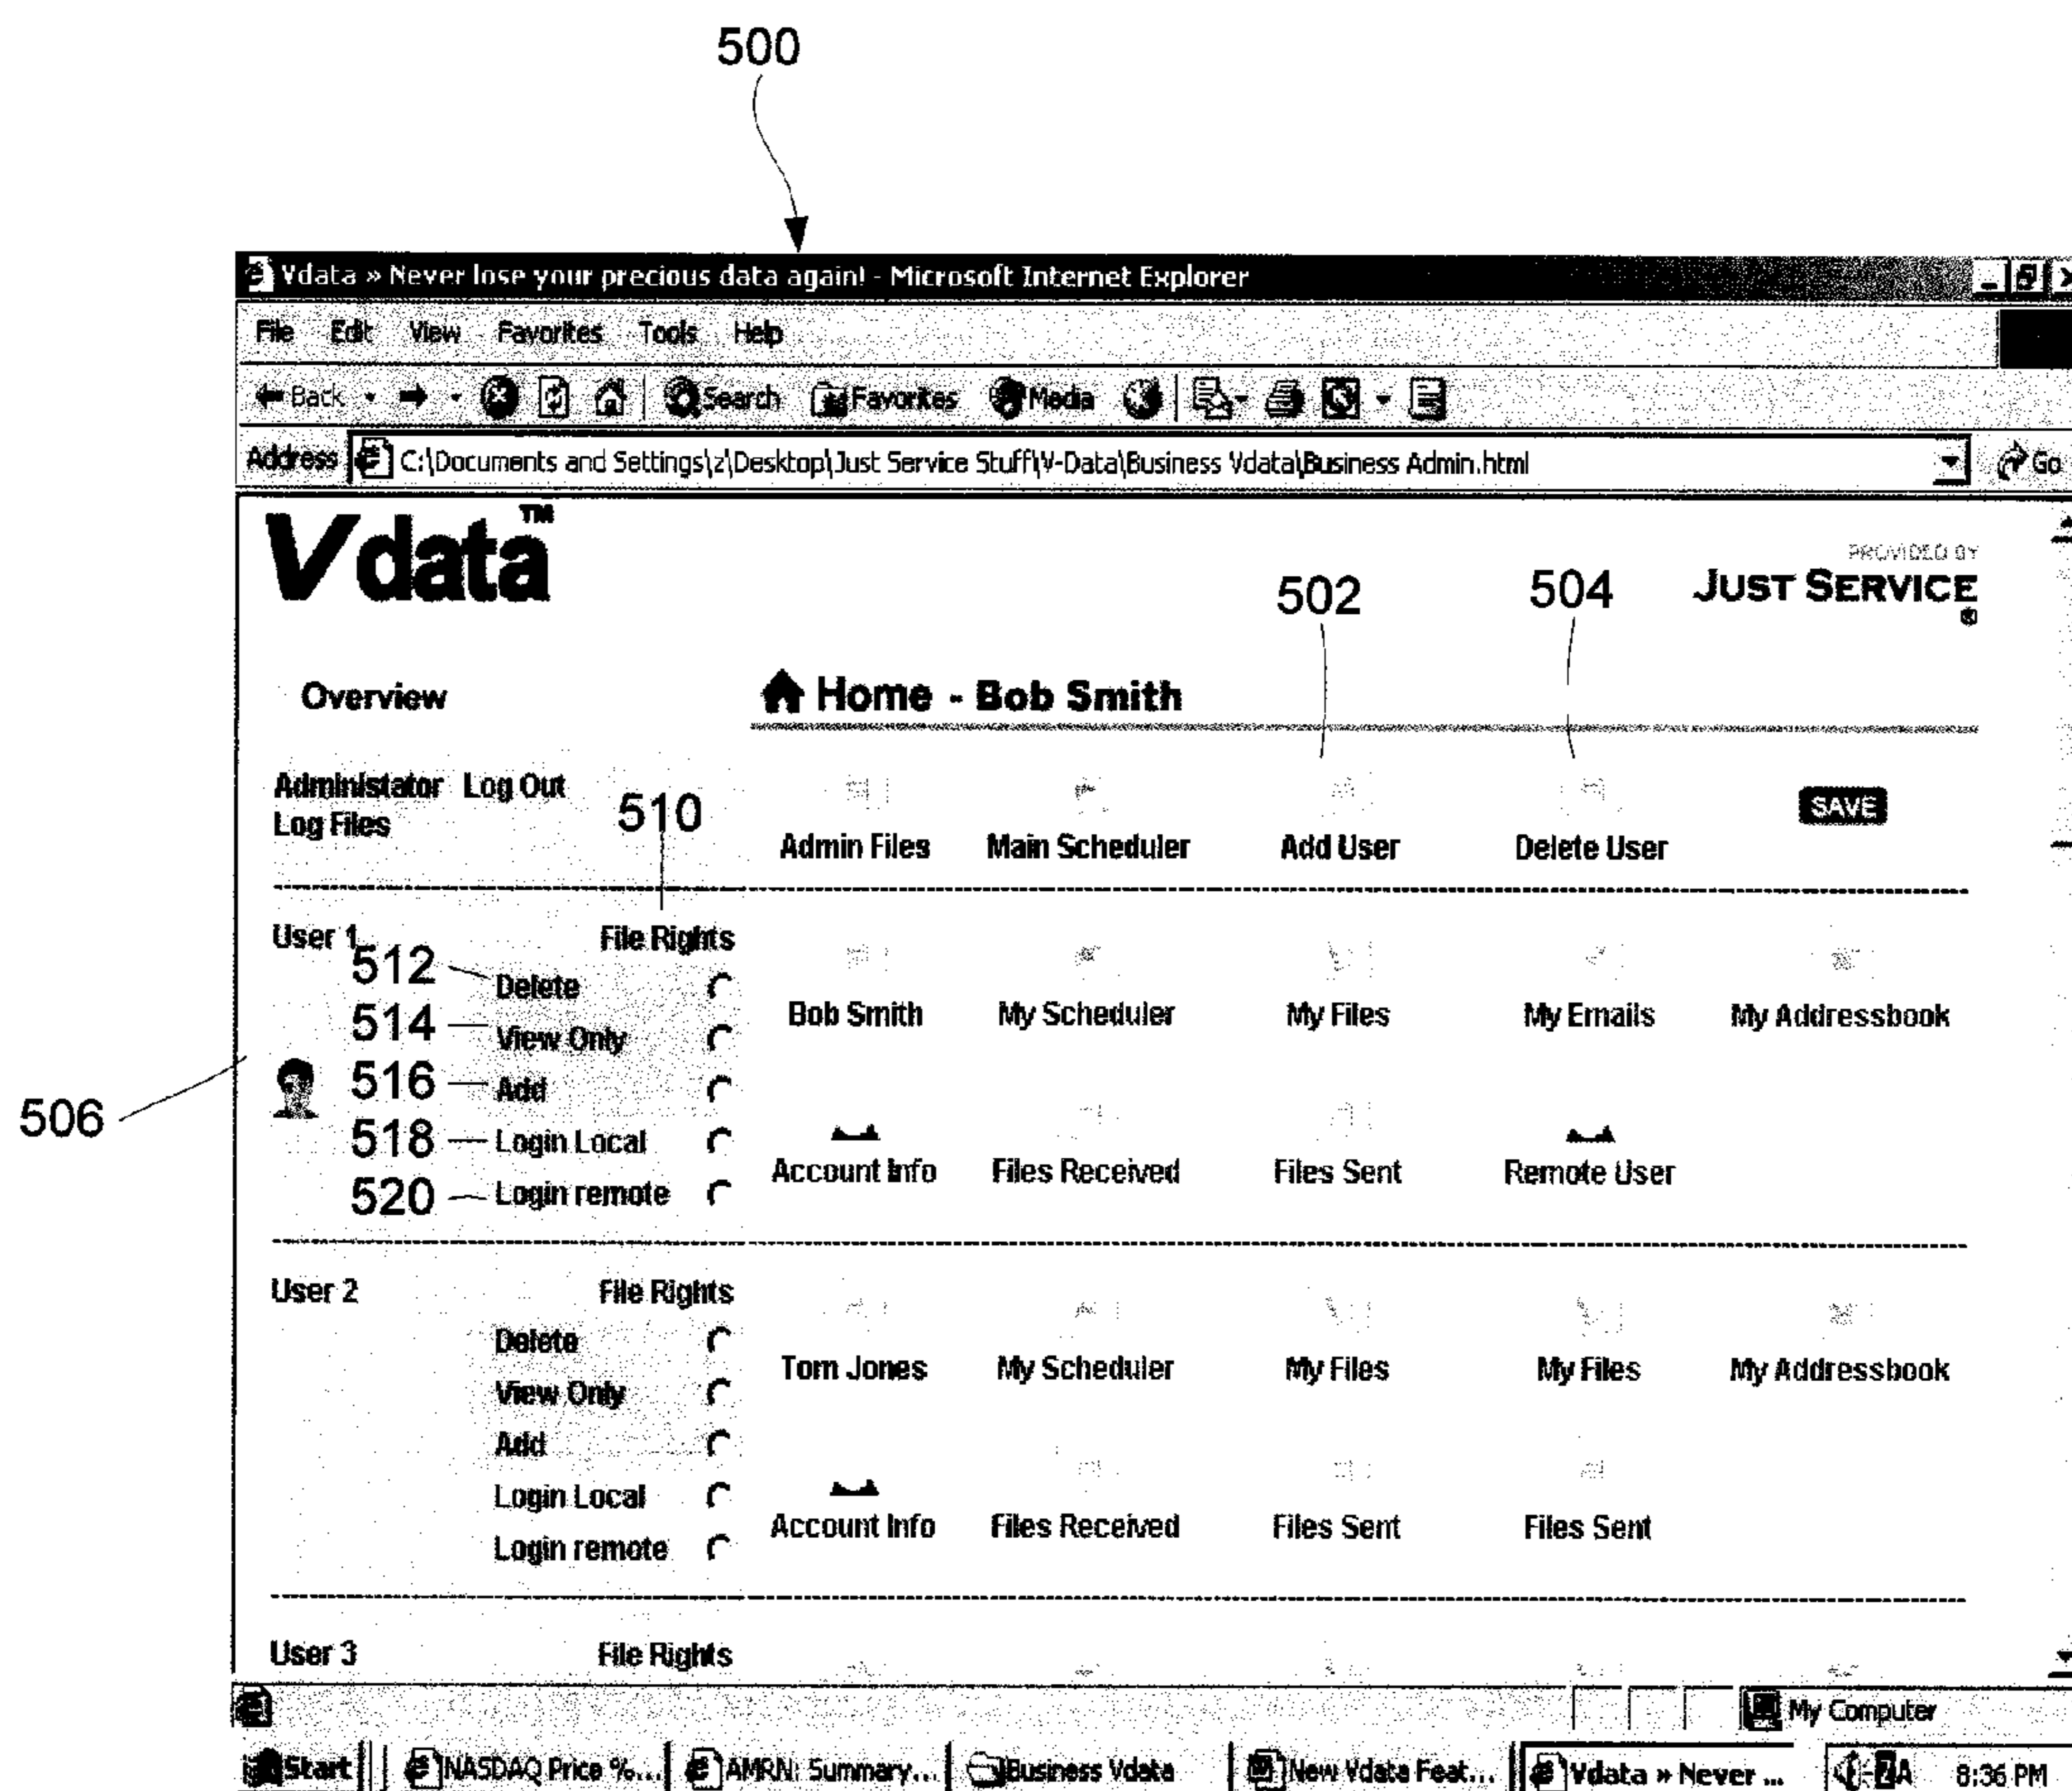 500
Vdata » Never lose your precious data again! - Microsoft Internet Explorer
File Edit View Favorites Tools Help
Back Search Favorites Media
Address C:\Documents and Settings\z\Desktop\Just Service Stuff\V-Data\Business Vdata\Business Admin.html Go
Vdata™
PROVIDED BY
JUST SERVICE
®
502 504
Overview
Home - Bob Smith
Administator Log Out
Log Files
510
SAVE
Admin Files Main Scheduler Add User Delete User
User 1 File Rights
512 Delete
514 View Only
516 Add
518 Login Local
520 Login remote
506
Bob Smith My Scheduler My Files My Emails My Addressbook
Account Info Files Received Files Sent Remote User
User 2 File Rights
Delete
View Only
Add
Login Local
Login remote
Tom Jones My Scheduler My Files My Files My Addressbook
Account Info Files Received Files Sent Files Sent
User 3 File Rights
My Computer
Start NASDAQ Price %... AMRN: Summary... Business Vdata New Vdata Feat... Vdata » Never ... 8:36 PM